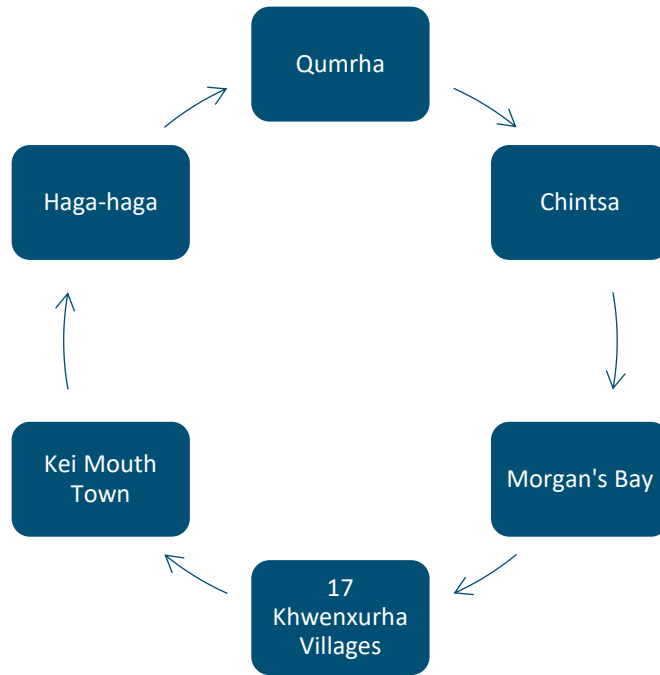 Qumrha
Chintsa
Morgan's Bay
17
Khwenxurha
Villages
Kei Mouth
Town
Haga-haga